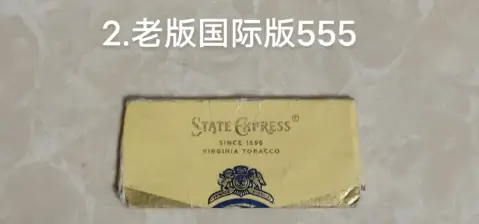 2.老版国际版555
STATE EXPRESS©
SINCE 1896
VIRGINIA TOBACCO